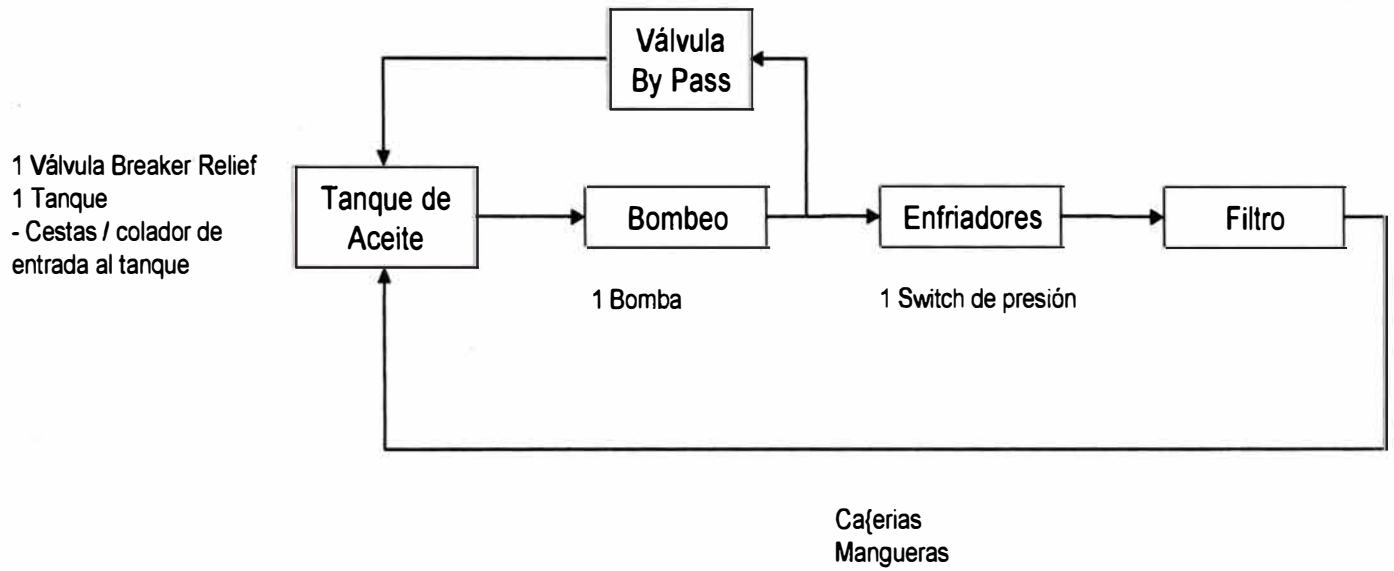 Válvula
By Pass
1 Válvula Breaker Relief
1 Tanque
- Cestas / colador de
entrada al tanque
Tanque de
Aceite
Bombeo
Enfriadores
Filtro
1 Bomba
1 Switch de presión
Ca{erias
Mangueras